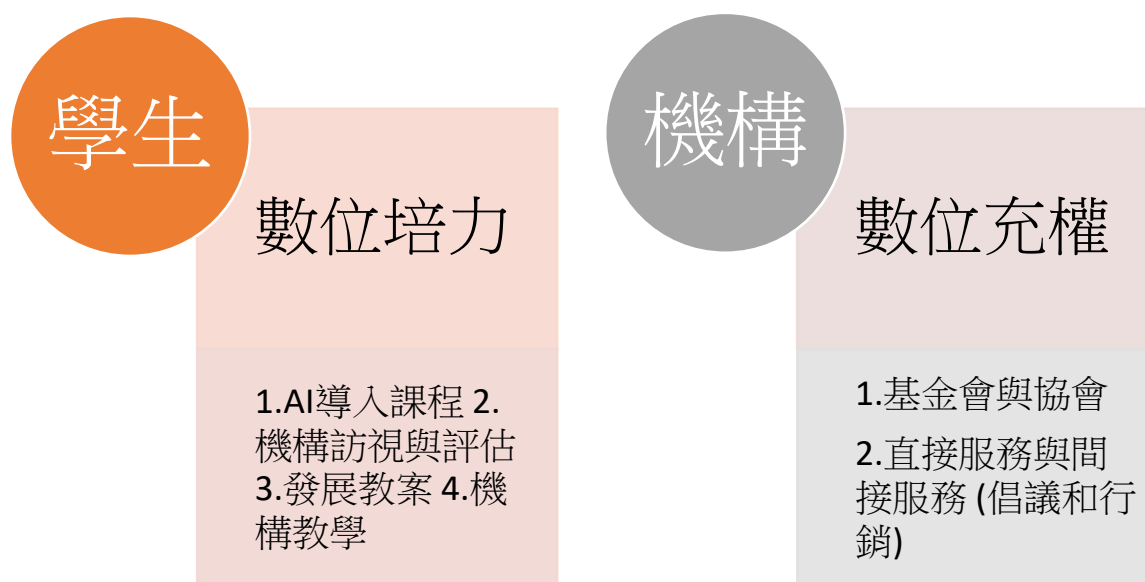 學生
數位培力
1.AI導入課程 2.
機構訪視與評估
3.發展教案 4.機
構教學
機構
數位充權
1.基金會與協會
2.直接服務與間
接服務 (倡議和行
銷)